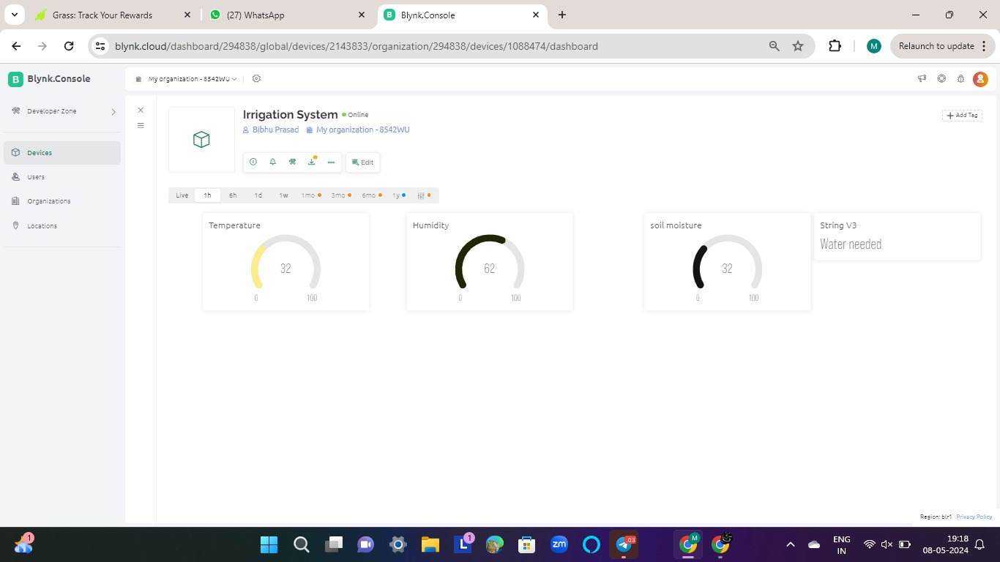 Grass: Track Your Rewards
(27) WhatsApp
B Blynk.Console
blynk.cloud/dashboard/294838/global/devices/2143833/organization/294838/devices/1088474/dashboard
M
Relaunch to update
B Blynk.Console
My organization - 8542WU
Developer Zone
Devices
Users
Organizations
Locations
Irrigation System Online
Bibhu Prasad My organization - 8542WU
Add Tag
Edit
Live 1h 6h 1d 1w 1mo 3mo 6mo 1y
Temperature
32
0 100
Humidity
62
0 100
soil moisture
32
0 100
String V3
Water needed
Region: blr1 Privacy Policy
1
L 1
zm
03
M
ENG
IN
19:18
08-05-2024